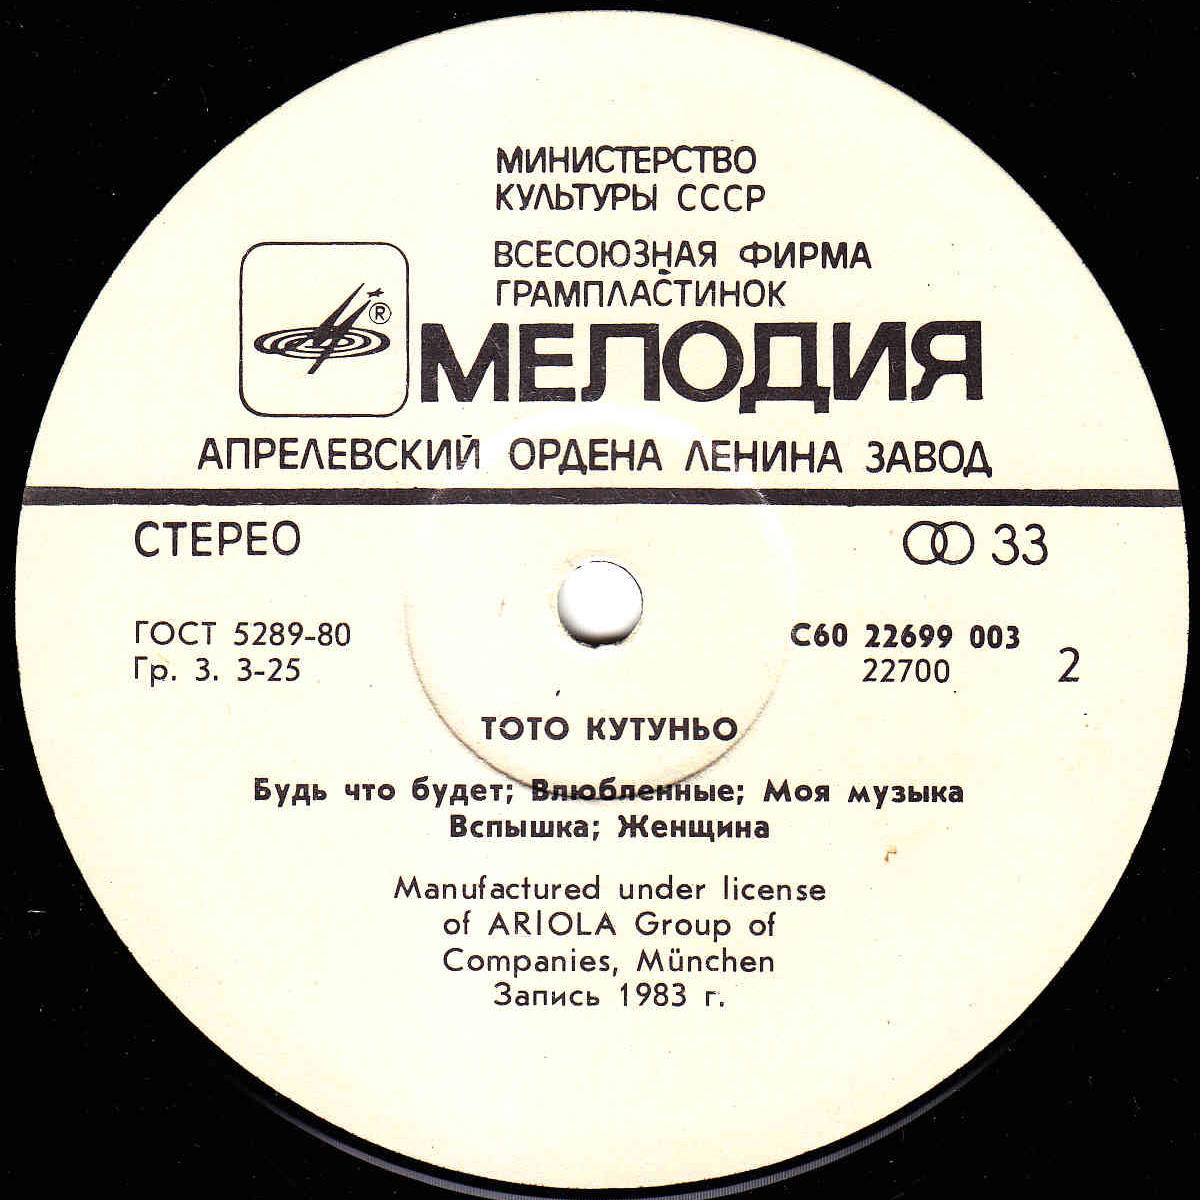 МИНИСТЕРСТВО
КУЛЬТУРЫ СССР
ВСЕСОЮЗНАЯ ФИРМА
ГРАМПЛАСТИНОК
®
МЕЛОДИЯ
АПРЕЛЕВСКИЙ ОРДЕНА ЛЕНИНА ЗАВОД
СТЕРЕО
33
ГОСТ 5289-80
Гр. 3. 3-25
С60 22699 003
22700
2
ТОТО КУТУНЬО
Будь что будет; Влюбленные; Моя музыка
Вспышка; Женщина
Manufactured under license
of ARIOLA Group of
Companies, München
Запись 1983 г.